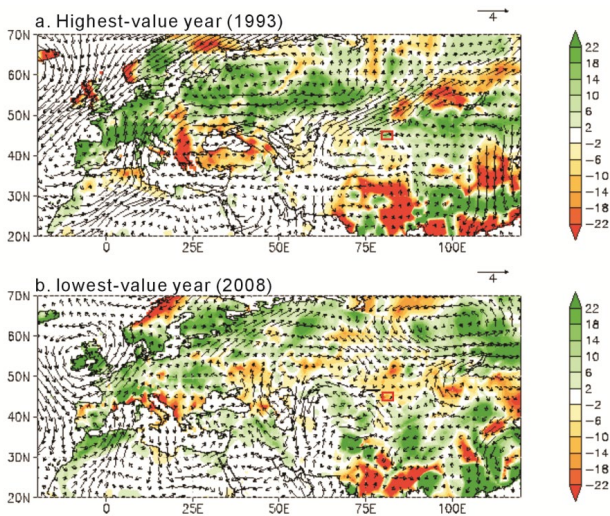 a. Highest-value year (1993)
4
70N
60N
50N
40N
30N
20N
0 25E 50E 75E 100E
22
18
14
10
6
2
-2
-6
-10
-14
-18
-22
b. lowest-value year (2008)
4
70N
60N
50N
40N
30N
20N
0 25E 50E 75E 100E
22
18
14
10
6
2
-2
-6
-10
-14
-18
-22